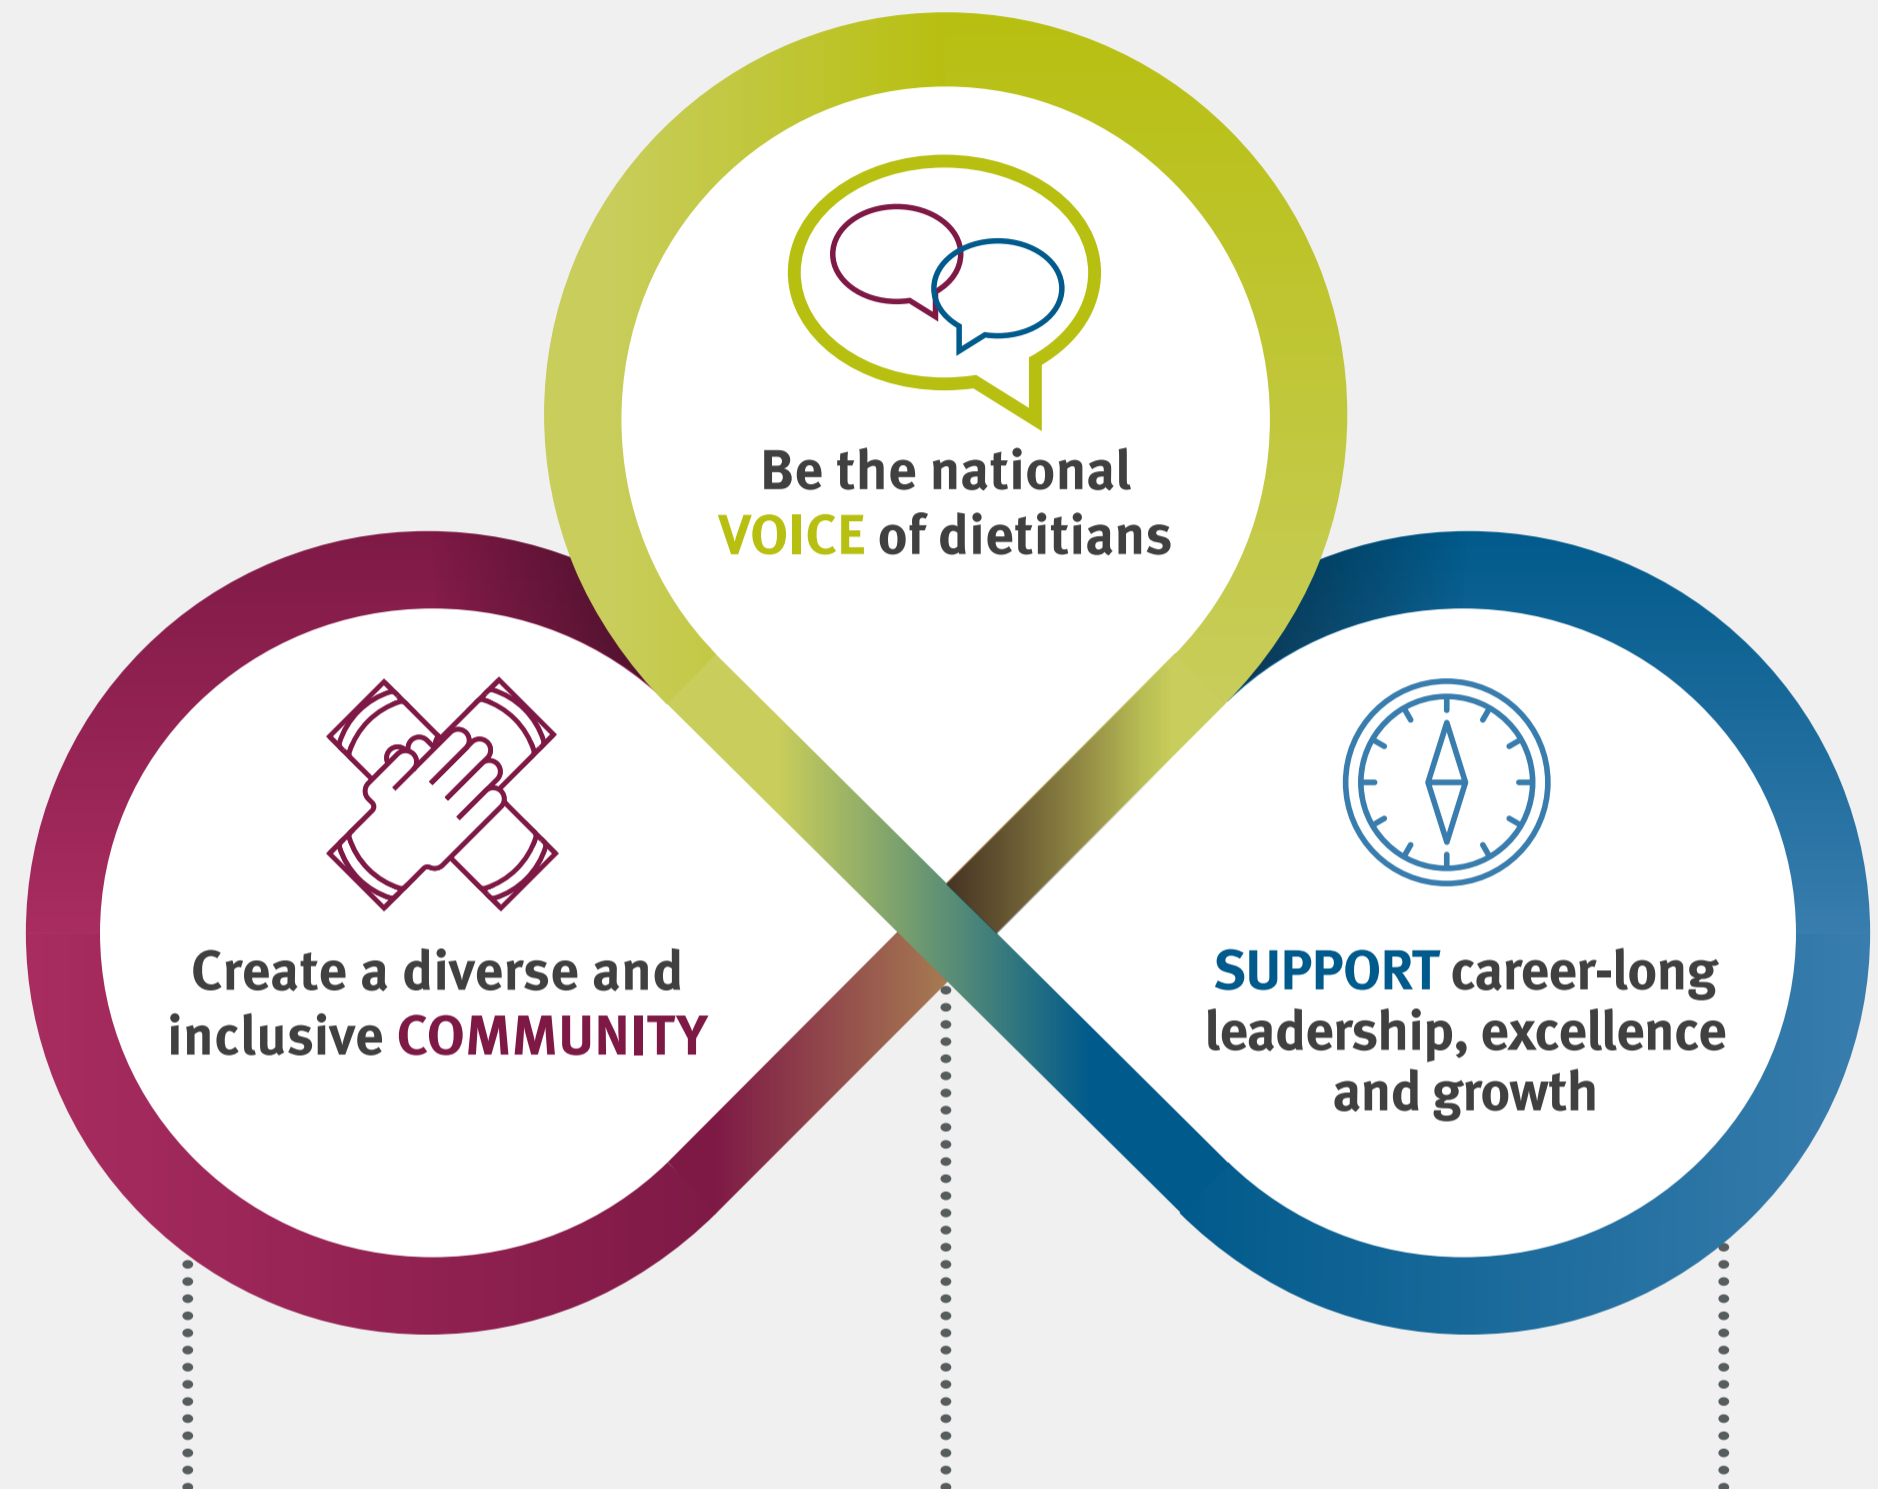 Be the national
VOICE of dietitians
Create a diverse and
inclusive COMMUNITY
SUPPORT career-long
leadership, excellence
and growth